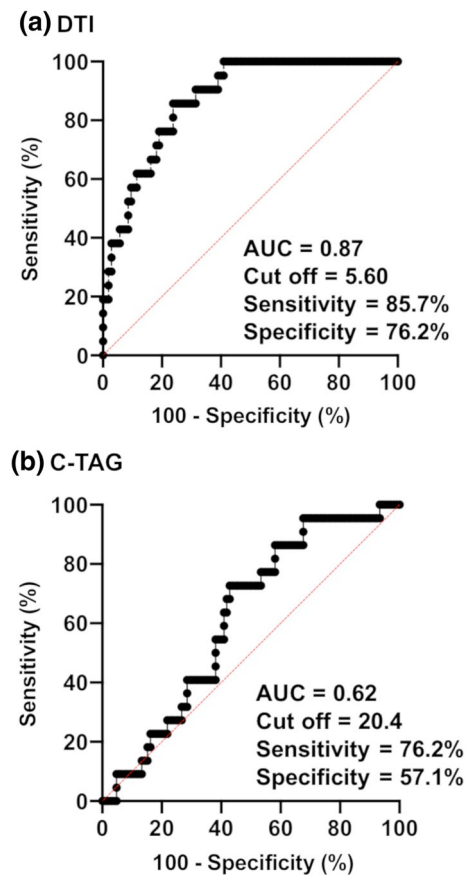 (a) DTI
100
80
60
40
20
0
Sensitivity (%)
AUC = 0.87
Cut off = 5.60
Sensitivity = 85.7%
Specificity = 76.2%
0 20 40 60 80 100
100 - Specificity (%)
(b) C-TAG
100
80
60
40
20
0
Sensitivity (%)
AUC = 0.62
Cut off = 20.4
Sensitivity = 76.2%
Specificity = 57.1%
0 20 40 60 80 100
100 - Specificity (%)